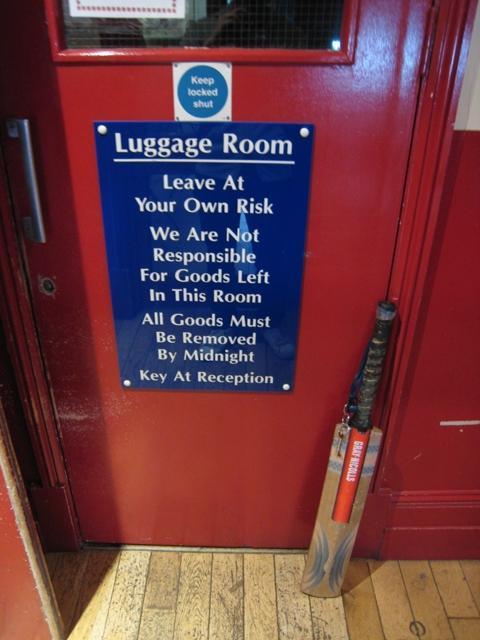 Keep
locked
shut
Luggage Room
Leave At
Your Own Risk
We Are Not
Responsible
For Goods Left
In This Room
All Goods Must
Be Removed
By Midnight
Key At Reception
GRAY-NICOLLS